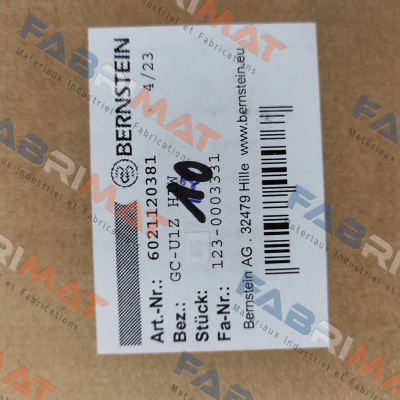 BERNSTEIN
4/23
Art.-Nr.: 6021120381
Bez.: GC-U1Z
Stück: 10
Fa-Nr.: 123-0003331
Bernstein AG . 32479 Hille www.bernstein.eu
FABRIMAT
Materiaux Industriel et Fabrications